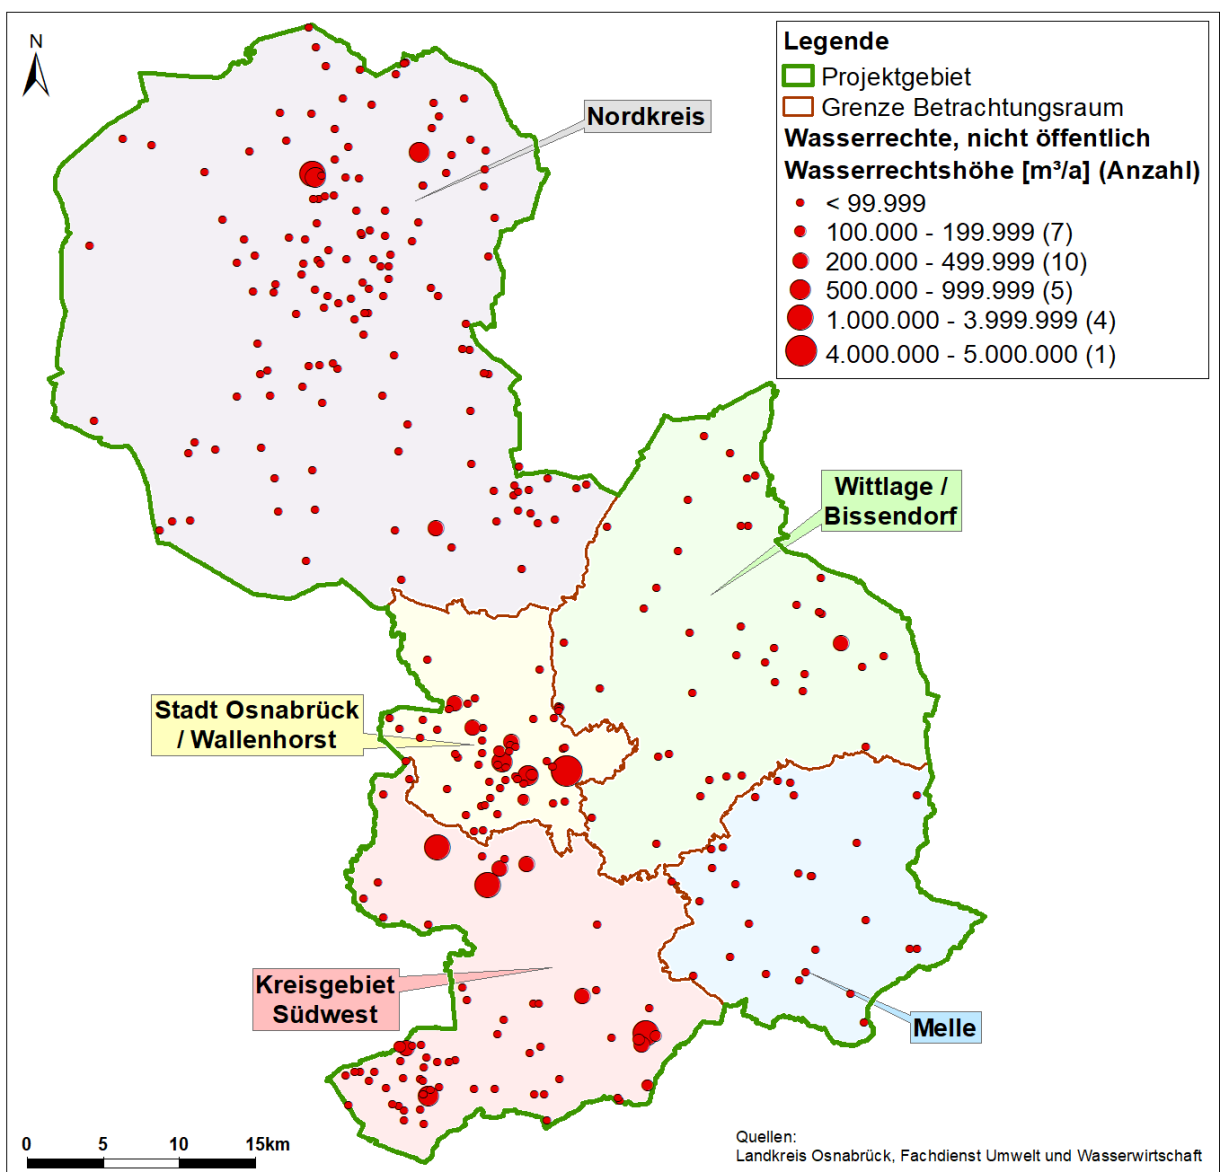 N
Legende
Projektgebiet
Grenze Betrachtungsraum
Wasserrechte, nicht öffentlich
Wasserrechtshöhe [m³/a] (Anzahl)
< 99.999
100.000 - 199.999 (7)
200.000 - 499.999 (10)
500.000 - 999.999 (5)
1.000.000 - 3.999.999 (4)
4.000.000 - 5.000.000 (1)
Nordkreis
Wittlage /
Bissendorf
Stadt Osnabrück
/ Wallenhorst
Kreisgebiet
Südwest
Melle
0 5 10 15km
Quellen:
Landkreis Osnabrück, Fachdienst Umwelt und Wasserwirtschaft